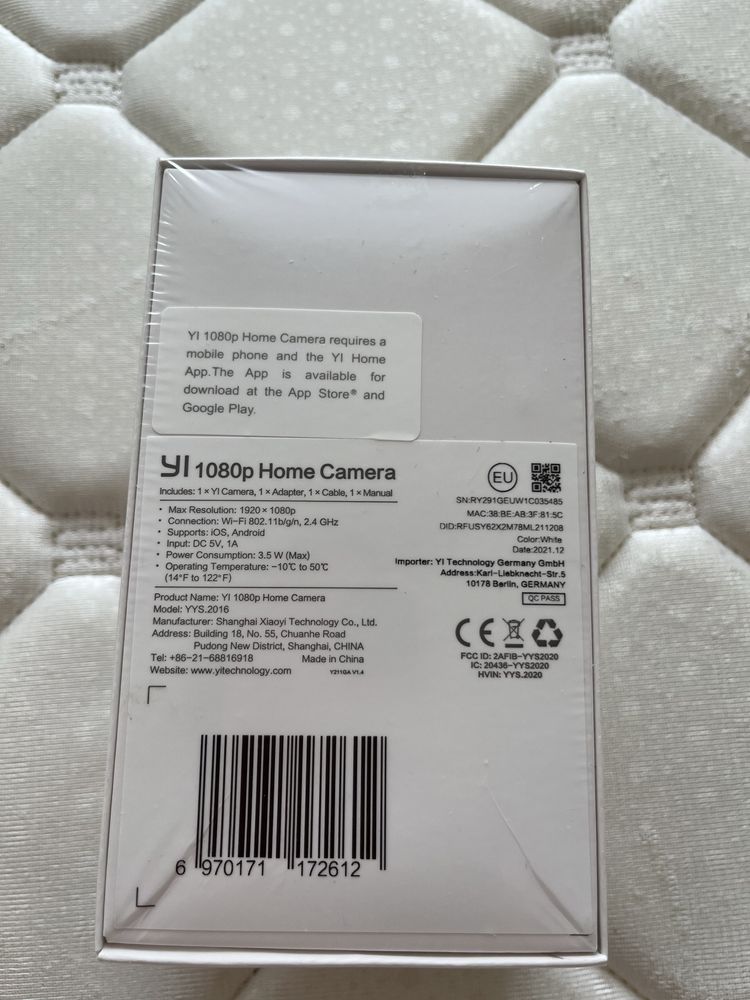 YI 1080p Home Camera requires a
mobile phone and the YI Home
App.The App is available for
download at the App Store® and
Google Play.
YI 1080p Home Camera
Includes: 1 × YI Camera, 1 × Adapter, 1 × Cable, 1 × Manual
• Max Resolution: 1920 × 1080p
• Connection: Wi-Fi 802.11b/g/n, 2.4 GHz
• Supports: iOS, Android
• Input: DC 5V, 1A
• Power Consumption: 3.5 W (Max)
• Operating Temperature: −10℃ to 50℃
(14°F to 122°F)
Product Name: YI 1080p Home Camera
Model: YYS.2016
Manufacturer: Shanghai Xiaoyi Technology Co., Ltd.
Address: Building 18, No. 55, Chuanhe Road
Pudong New District, Shanghai, CHINA
Tel: +86-21-68816918 Made in China
Website: www.yitechnology.com Y211GA V1.4
EU
SN:RY291GEUW1C035485
MAC:38:BE:AB:3F:81:5C
DID:RFUSY62X2M78ML211208
Color:White
Date:2021.12
Importer: YI Technology Germany GmbH
Address:Karl-Liebknecht-Str.5
10178 Berlin, GERMANY
QC PASS
CE
FCC ID: 2AFIB-YYS2020
IC: 20436-YYS2020
HVIN: YYS.2020
6 970171 172612